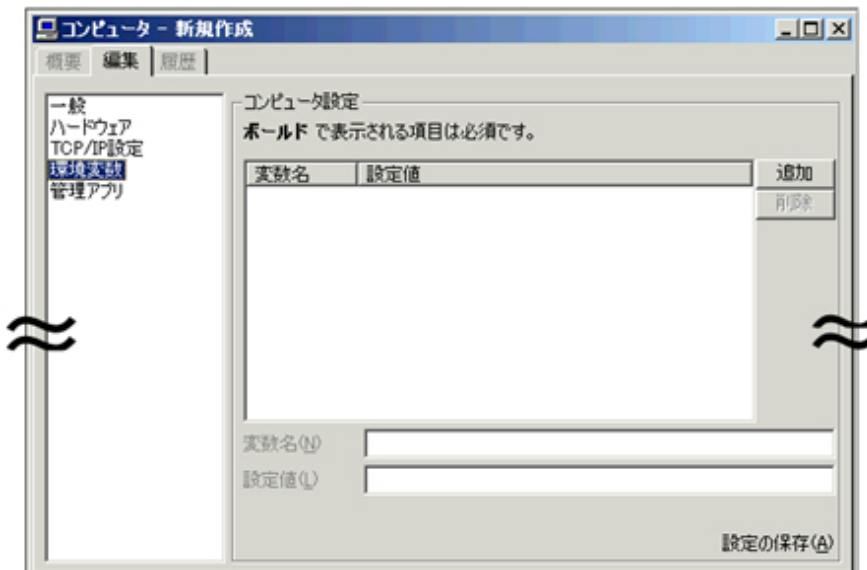 コンピュータ - 新規作成
概要 編集 履歴
一般
ハードウェア
TCP/IP設定
環境変数
管理アプリ
コンピュータ設定
ボールド で表示される項目は必須です。
変数名 設定値
追加
削除
変数名(N)
設定値(L)
設定の保存(A)